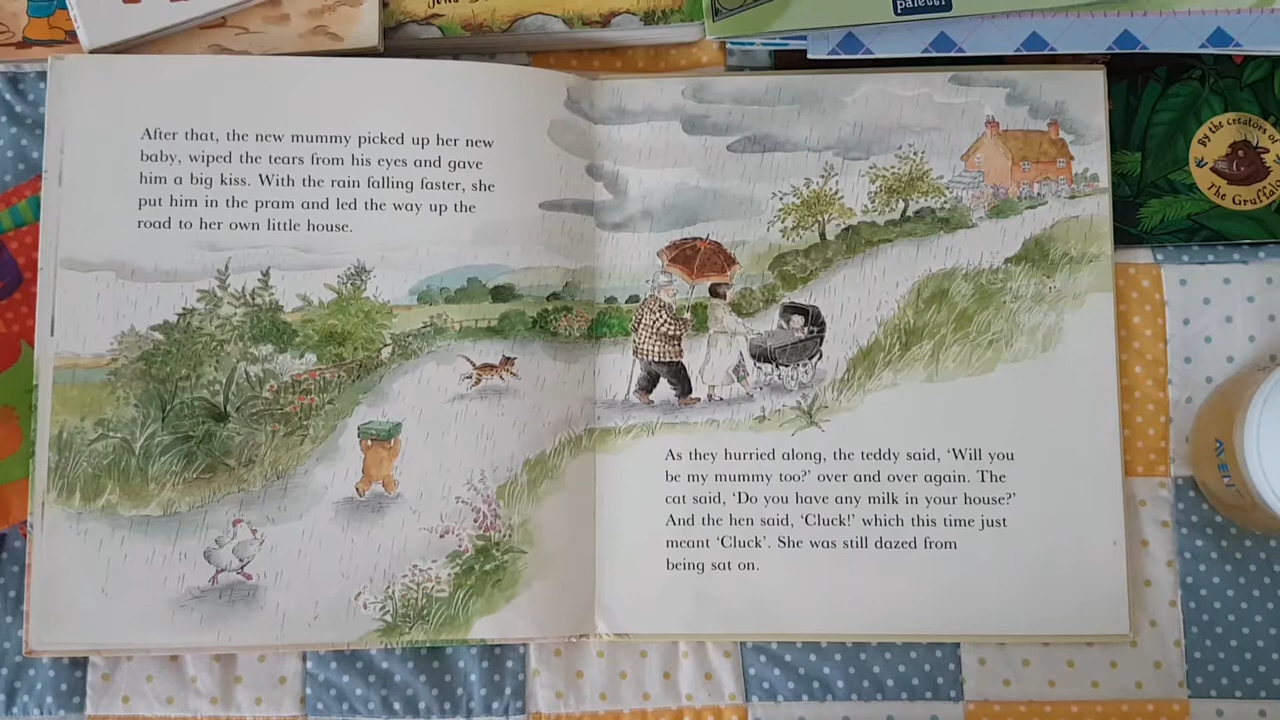 palebei
After that, the new mummy picked up her new
baby, wiped the tears from his eyes and gave
him a big kiss. With the rain falling faster, she
put him in the pram and led the way up the
road to her own little house.
As they hurried along, the teddy said, ‘Will you
be my mummy too?’ over and over again. The
cat said, ‘Do you have any milk in your house?’
And the hen said, ‘Cluck!’ which this time just
meant ‘Cluck’. She was still dazed from
being sat on.
By the creators of
The Gruffalo
AVENT